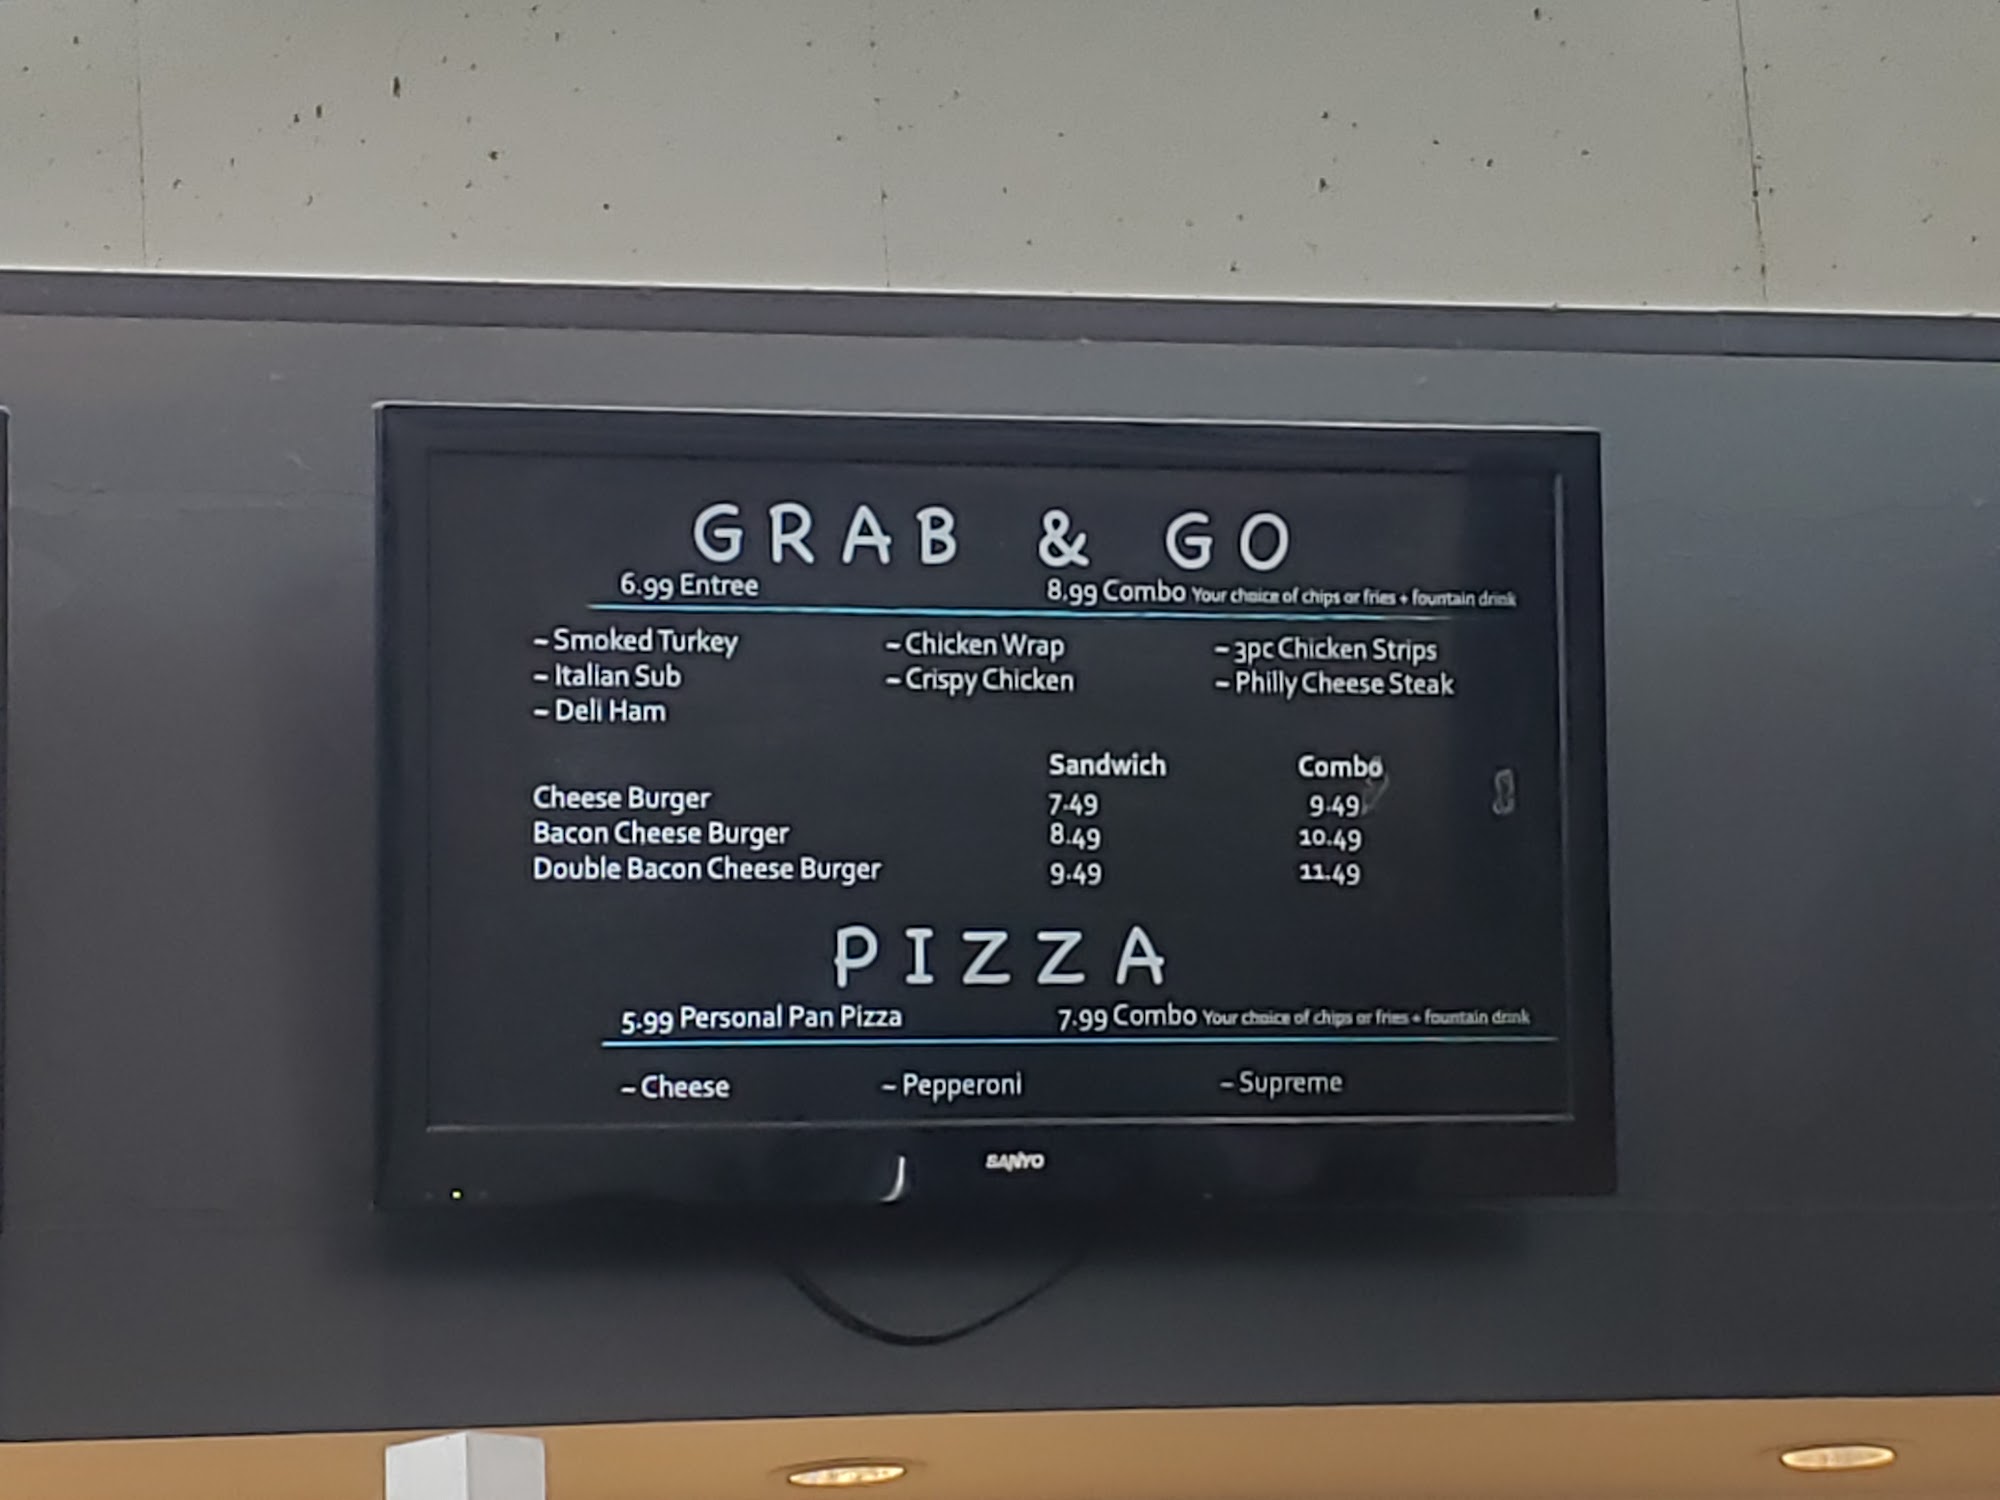 GRAB & GO
6.99 Entree 8.99 Combo Your choice of chips or fries + fountain drink
– Smoked Turkey – Chicken Wrap – 3pc Chicken Strips
– Italian Sub – Crispy Chicken – Philly Cheese Steak
– Deli Ham
Sandwich Combo
Cheese Burger 7.49 9.49
Bacon Cheese Burger 8.49 10.49
Double Bacon Cheese Burger 9.49 11.49
PIZZA
5.99 Personal Pan Pizza 7.99 Combo Your choice of chips or fries + fountain drink
– Cheese – Pepperoni – Supreme
SANYO